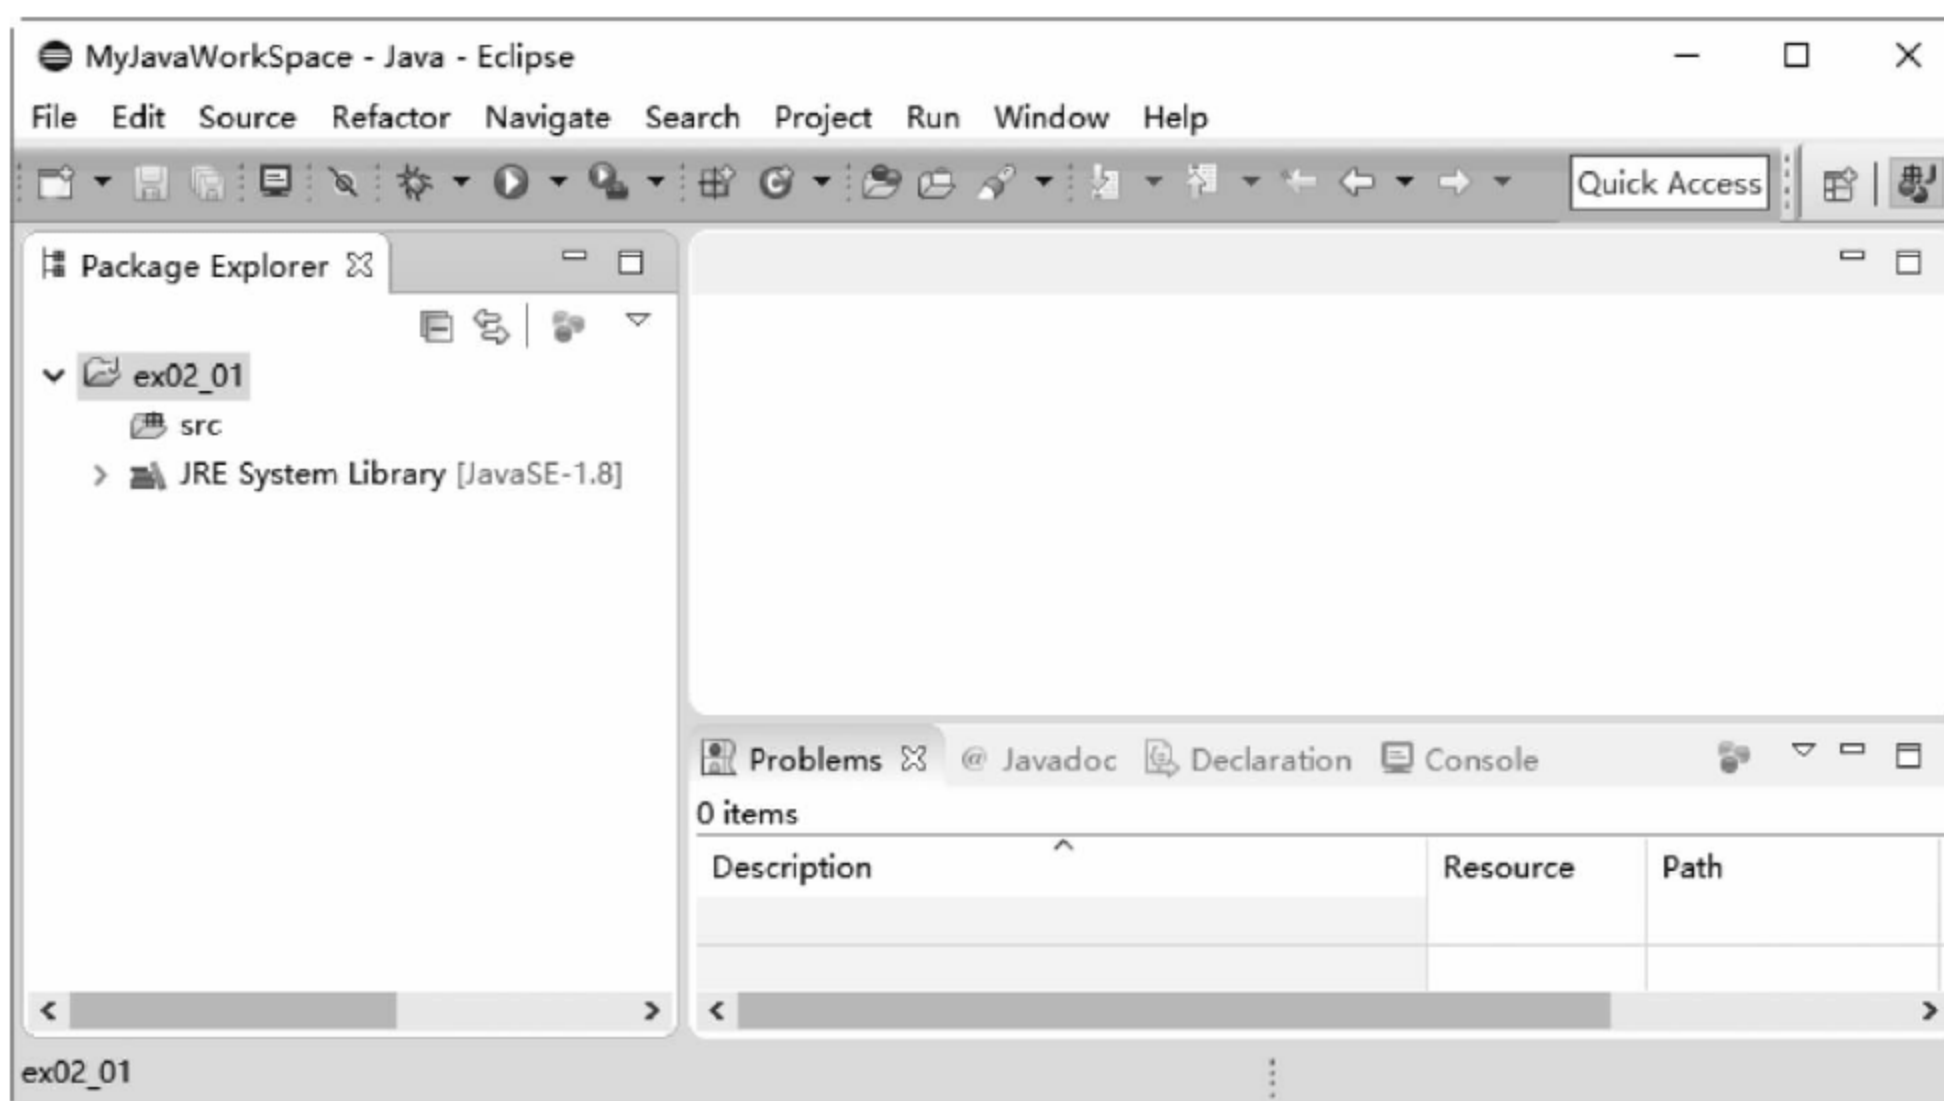 MyJavaWorkSpace - Java - Eclipse
File Edit Source Refactor Navigate Search Project Run Window Help
Quick Access
Package Explorer
ex02_01
src
JRE System Library [JavaSE-1.8]
Problems @ Javadoc Declaration Console
0 items
Description Resource Path
ex02_01